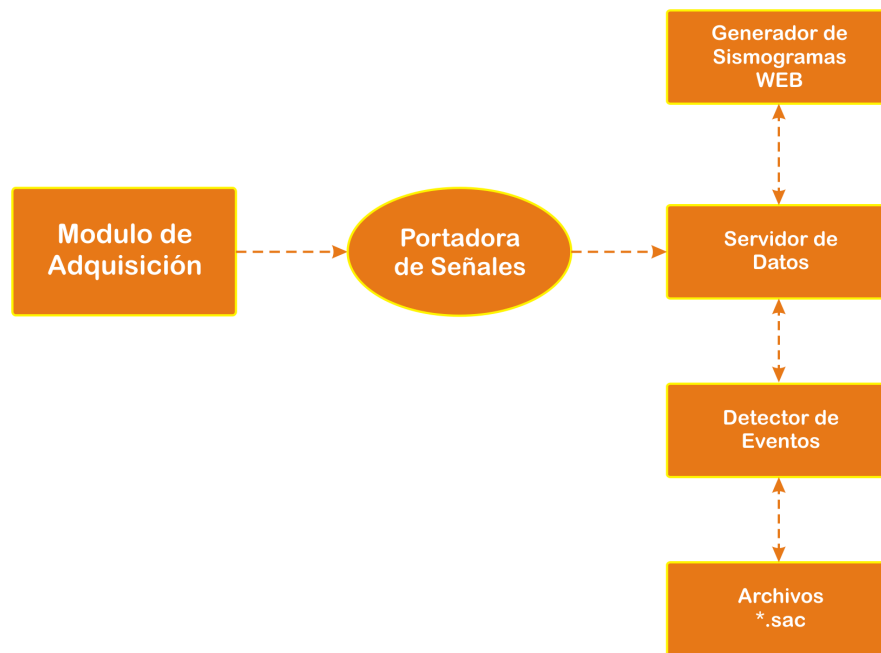 Generador de
Sismogramas
WEB
Modulo de
Adquisición
Portadora
de Señales
Servidor de
Datos
Detector de
Eventos
Archivos
*.sac